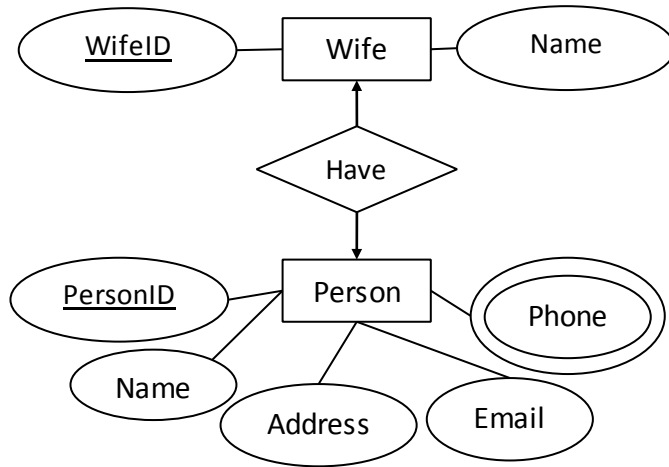 WifeID
Wife
Name
Have
PersonID
Person
Phone
Name
Address
Email